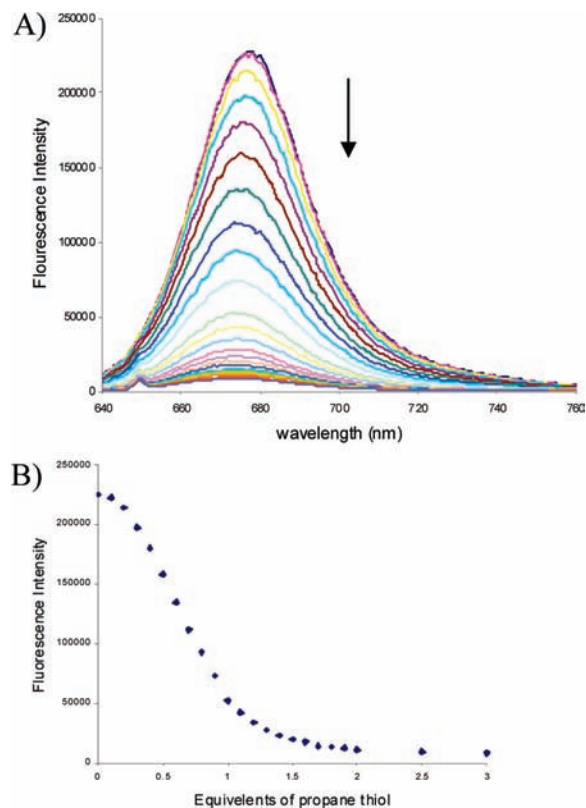 A)
Flourescence Intensity
250000
200000
150000
100000
50000
0
640 660 680 700 720 740 760
wavelength (nm)
B)
Fluorescence Intensity
250000
200000
150000
100000
50000
0
0 0.5 1 1.5 2 2.5 3
Equivelents of propane thiol